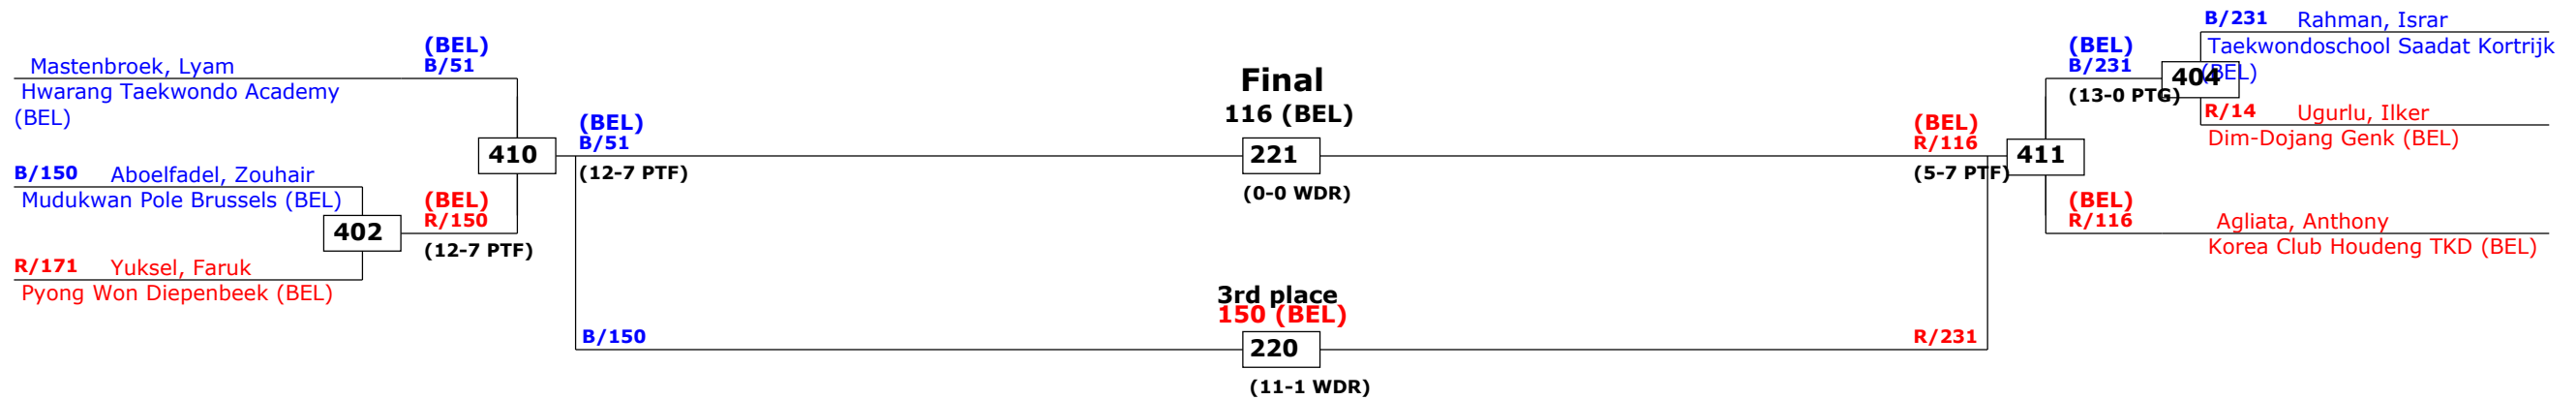 Mastenbroek, Lyam
Hwarang Taekwondo Academy
(BEL)
(BEL)
B/51
B/150 Aboelfadel, Zouhair
Mudukwan Pole Brussels (BEL)
402
R/171 Yuksel, Faruk
Pyong Won Diepenbeek (BEL)
(BEL)
R/150
(12-7 PTF)
410
(BEL)
B/51
(12-7 PTF)
B/150
Final
116 (BEL)
221
(0-0 WDR)
3rd place
150 (BEL)
220
(11-1 WDR)
(BEL)
R/116
(5-7 PTF)
R/231
411
(BEL)
B/231
(13-0 PTG)
404
B/231 Rahman, Israr
Taekwondoschool Saadat Kortrijk
(BEL)
R/14 Ugurlu, Ilker
Dim-Dojang Genk (BEL)
(BEL)
R/116
Agliata, Anthony
Korea Club Houdeng TKD (BEL)